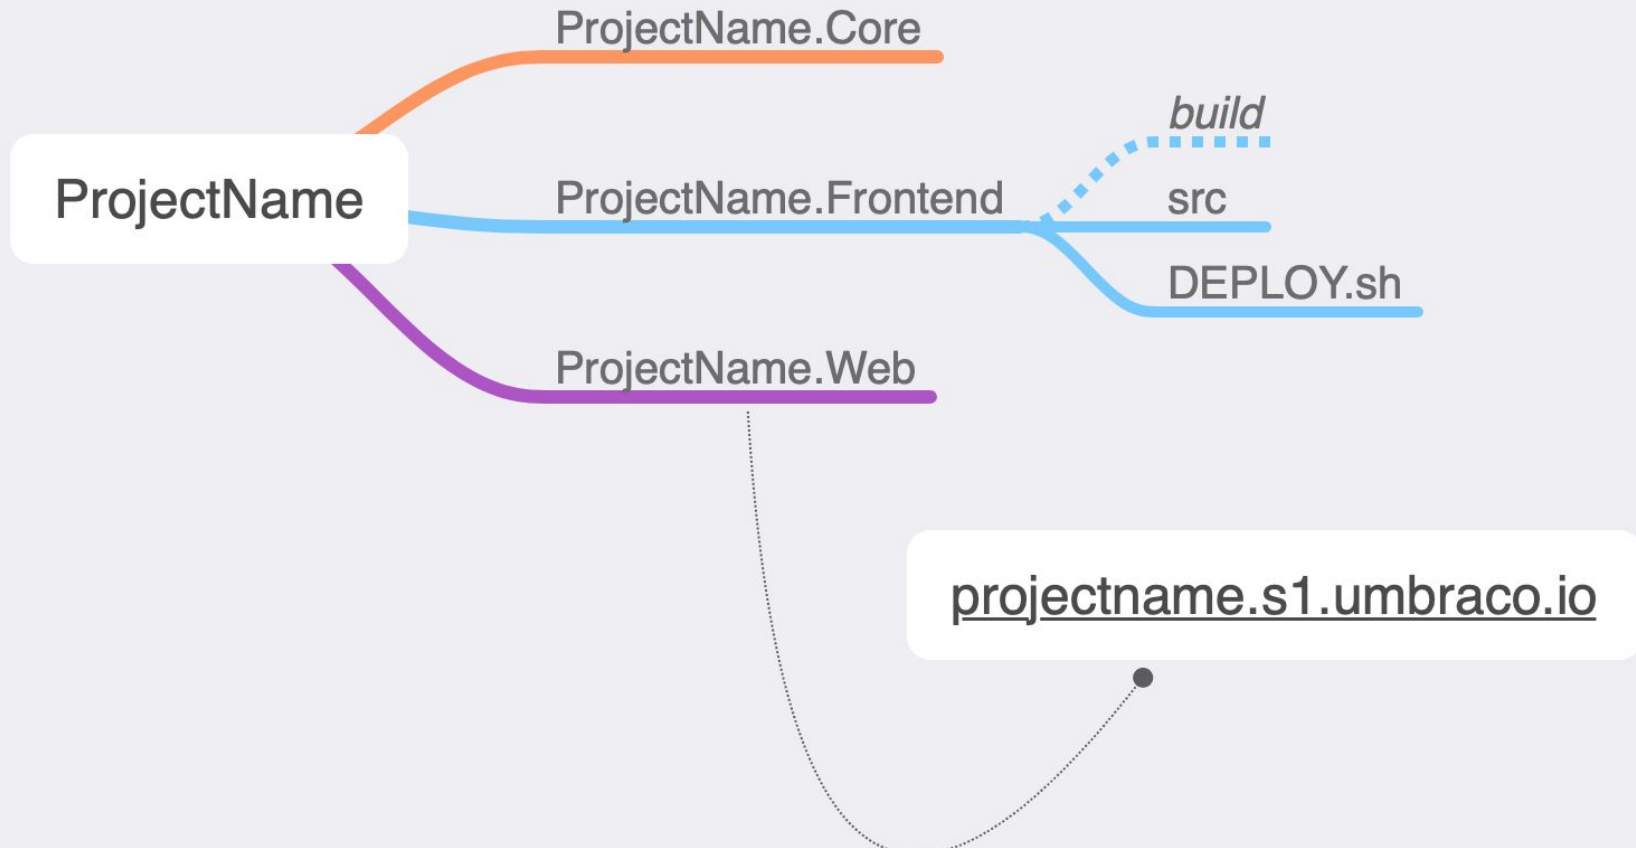 ProjectName.Core
build
ProjectName
ProjectName.Frontend
src
DEPLOY.sh
ProjectName.Web
projectname.s1.umbraco.io